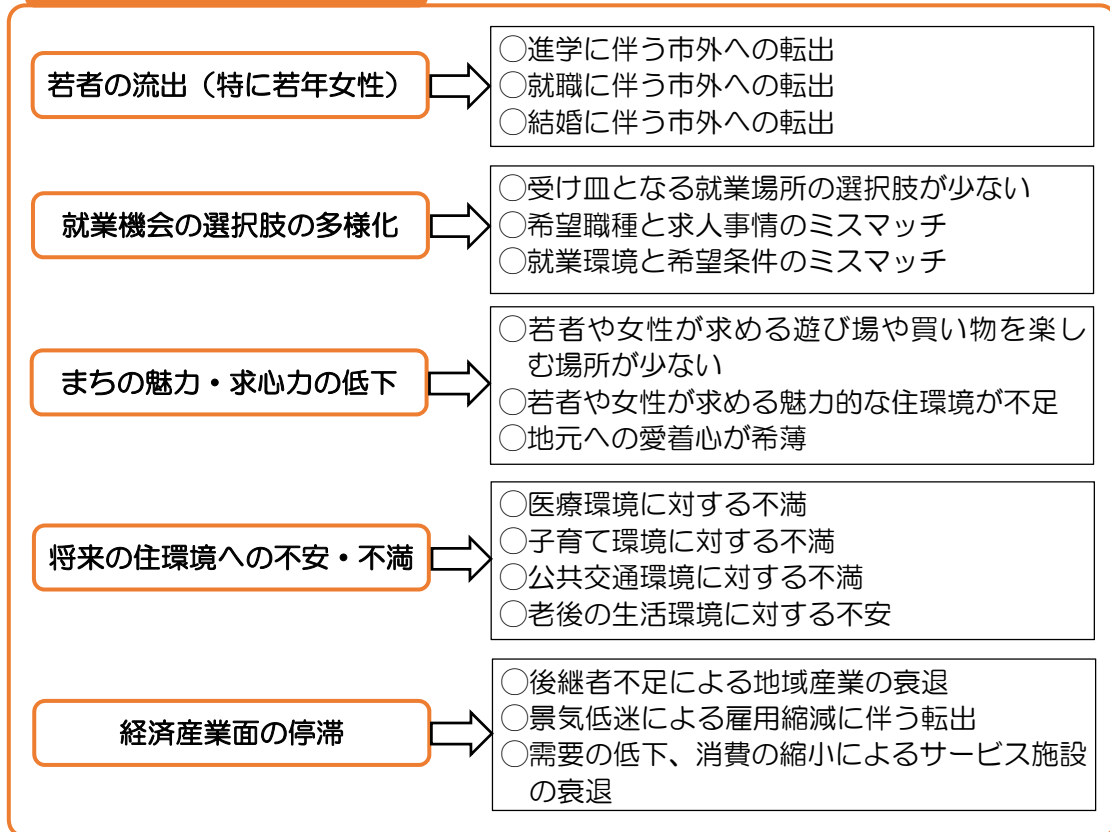 若者の流出（特に若年女性）
○進学に伴う市外への転出
○就職に伴う市外への転出
○結婚に伴う市外への転出
就業機会の選択肢の多様化
○受け皿となる就業場所の選択肢が少ない
○希望職種と求人事情のミスマッチ
○就業環境と希望条件のミスマッチ
まちの魅力・求心力の低下
○若者や女性が求める遊び場や買い物を楽し
む場所が少ない
○若者や女性が求める魅力的な住環境が不足
○地元への愛着心が希薄
将来の住環境への不安・不満
○医療環境に対する不満
○子育て環境に対する不満
○公共交通環境に対する不満
○老後の生活環境に対する不安
経済産業面の停滞
○後継者不足による地域産業の衰退
○景気低迷による雇用縮減に伴う転出
○需要の低下、消費の縮小によるサービス施設
の衰退